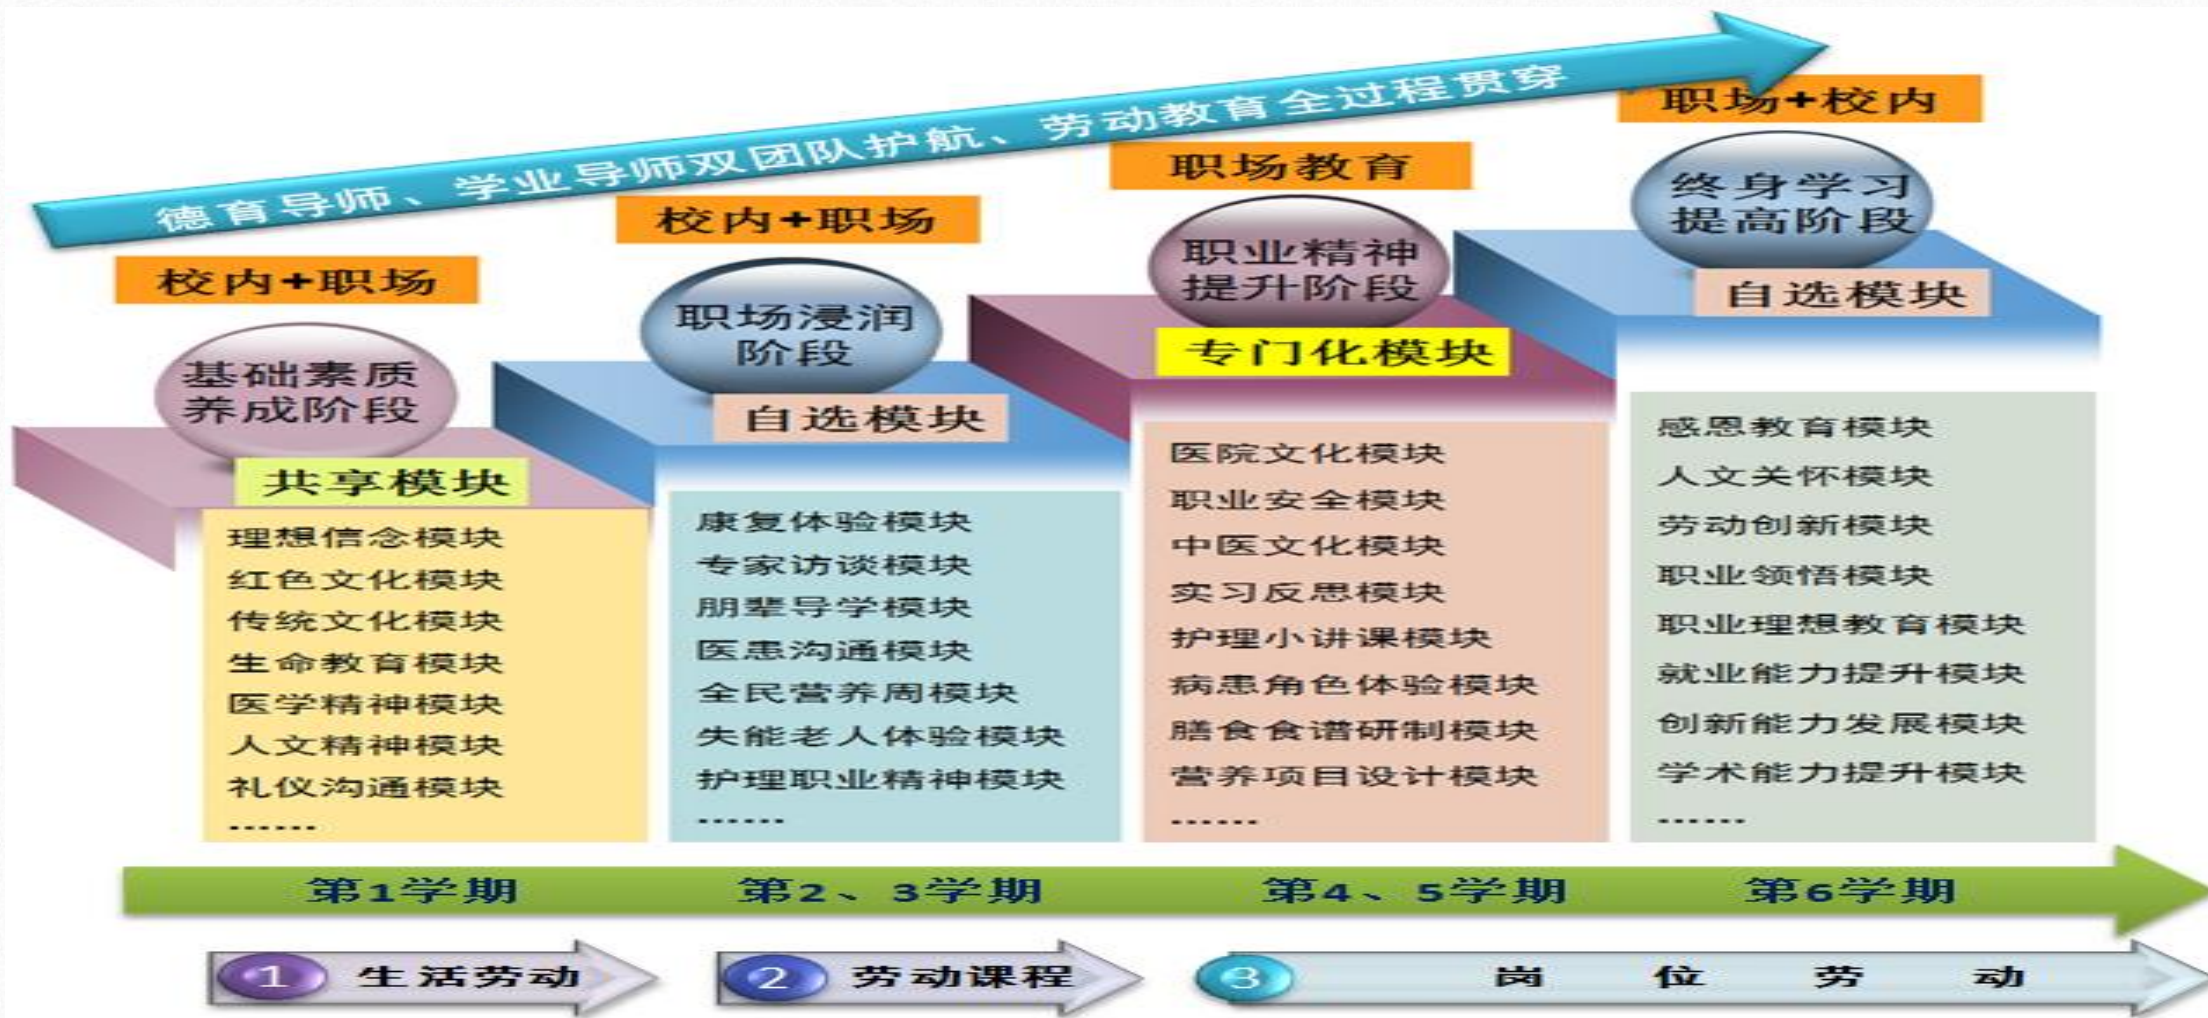 德育导师、学业导师双团队护航、劳动教育全过程贯穿
校内+职场
基础素质
养成阶段
共享模块
理想信念模块
红色文化模块
传统文化模块
生命教育模块
医学精神模块
人文精神模块
礼仪沟通模块
......
校内+职场
职场浸润
阶段
自选模块
康复体验模块
专家访谈模块
朋辈导学模块
医患沟通模块
全民营养周模块
失能老人体验模块
护理职业精神模块
......
职场教育
职业精神
提升阶段
专门化模块
医院文化模块
职业安全模块
中医文化模块
实习反思模块
护理小讲课模块
病患角色体验模块
膳食食谱研制模块
营养项目设计模块
......
职场+校内
终身学习
提高阶段
自选模块
感恩教育模块
人文关怀模块
劳动创新模块
职业领悟模块
职业理想教育模块
就业能力提升模块
创新能力发展模块
学术能力提升模块
......
第1学期 第2、3学期 第4、5学期 第6学期
1 生活劳动 2 劳动课程 3 岗位劳动